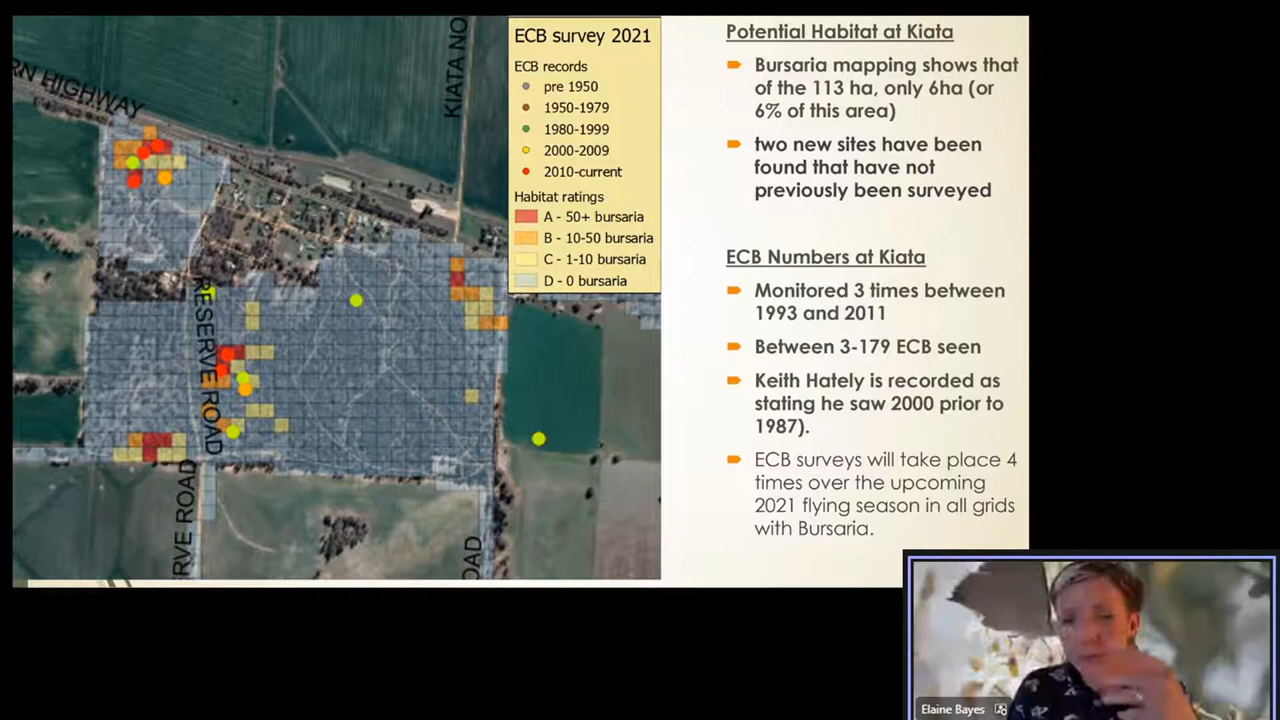 RN HIGHWAY
KIATA NO
RESERVE ROAD
RVE ROAD
OAD
ECB survey 2021
ECB records
pre 1950
1950-1979
1980-1999
2000-2009
2010-current
Habitat ratings
A - 50+ bursaria
B - 10-50 bursaria
C - 1-10 bursaria
D - 0 bursaria
Potential Habitat at Kiata
Bursaria mapping shows that
of the 113 ha, only 6ha (or
6% of this area)
two new sites have been
found that have not
previously been surveyed
ECB Numbers at Kiata
Monitored 3 times between
1993 and 2011
Between 3-179 ECB seen
Keith Hately is recorded as
stating he saw 2000 prior to
1987).
ECB surveys will take place 4
times over the upcoming
2021 flying season in all grids
with Bursaria.
Elaine Bayes